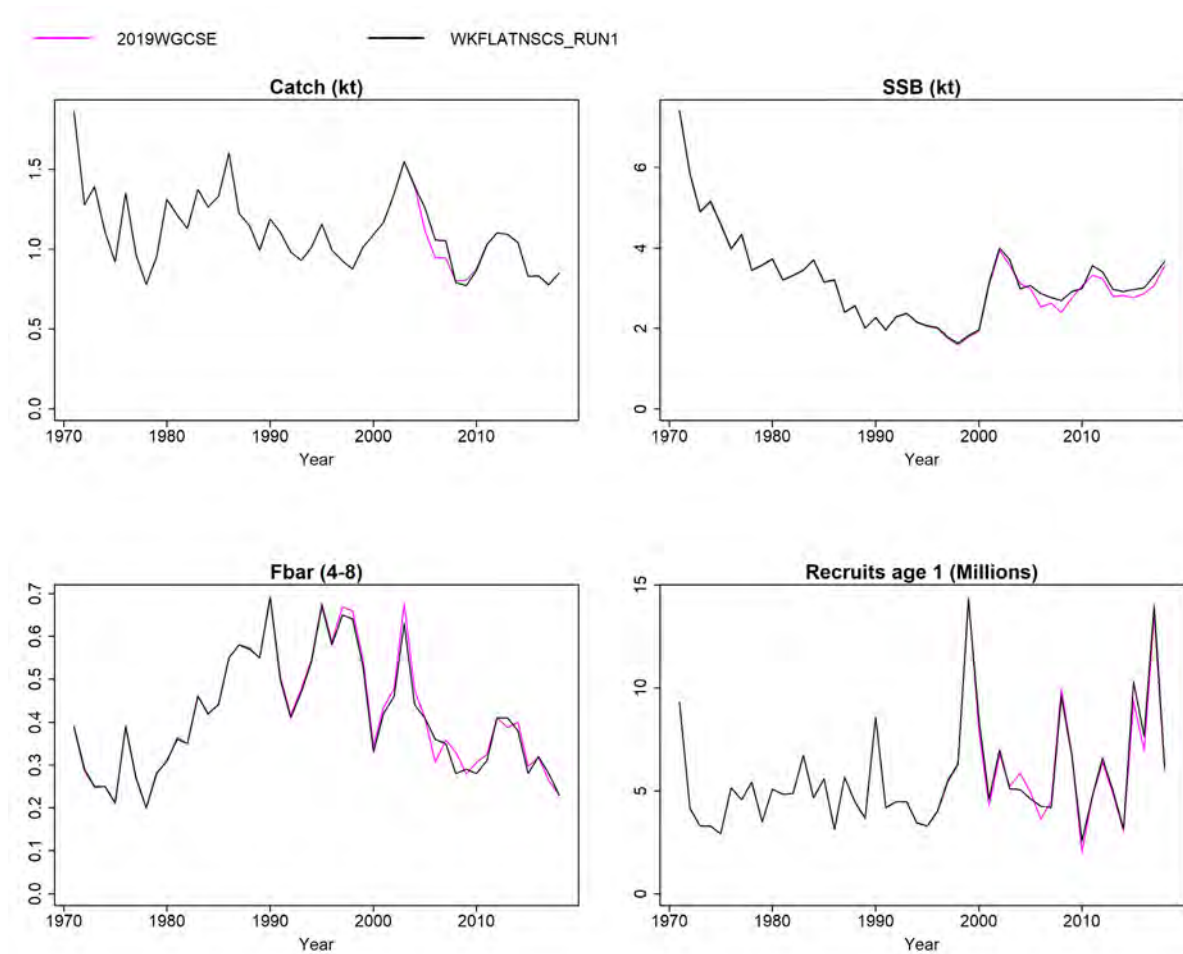 2019WGCSE WKFLATNSCS_RUN1
Catch (kt)
1.5
1.0
0.5
0.0
1970 1980 1990 2000 2010
Year
SSB (kt)
6
4
2
0
1970 1980 1990 2000 2010
Year
Fbar (4-8)
0.7
0.6
0.5
0.4
0.3
0.2
0.1
0.0
1970 1980 1990 2000 2010
Year
Recruits age 1 (Millions)
15
10
5
0
1970 1980 1990 2000 2010
Year